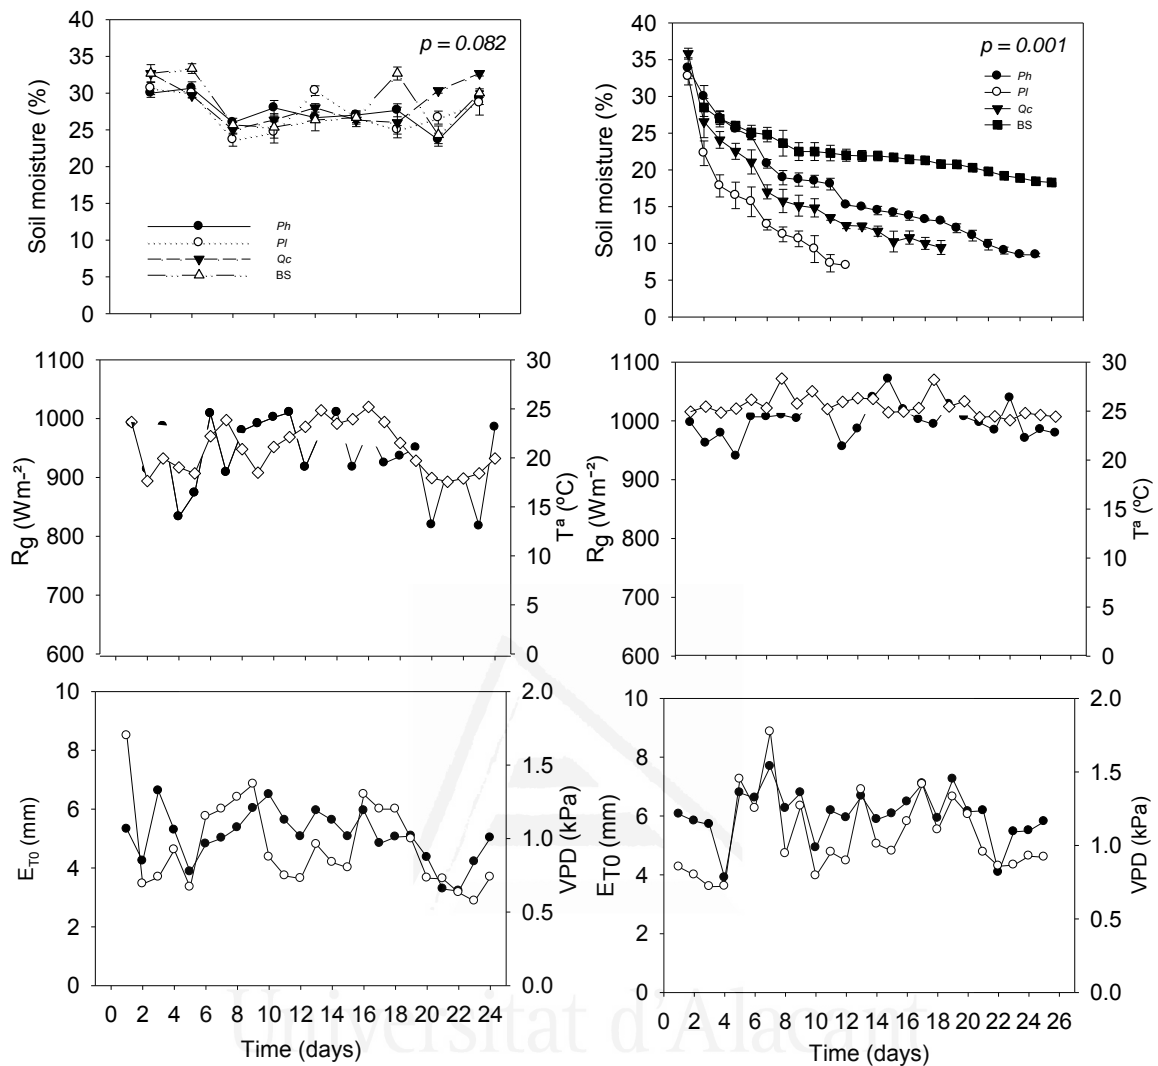 40
35
30
25
20
15
10
5
0
Soil moisture (%)
p = 0.082
Ph
Pl
Qc
BS
40
35
30
25
20
15
10
5
0
Soil moisture (%)
p = 0.001
Ph
Pl
Qc
BS
1100
1000
900
800
700
600
Rg (Wm-²)
30
25
20
15
10
5
0
Tª (ºC)
1100
1000
900
800
700
600
Rg (Wm-²)
30
25
20
15
10
5
0
Tª (ºC)
10
8
6
4
2
0
ET0 (mm)
2.0
1.5
1.0
0.5
0.0
VPD (kPa)
0 2 4 6 8 10 12 14 16 18 20 22 24
Time (days)
10
8
6
4
2
0
ET0 (mm)
2.0
1.5
1.0
0.5
0.0
VPD (kPa)
0 2 4 6 8 10 12 14 16 18 20 22 24 26
Time (days)
Universitat d'Alacant